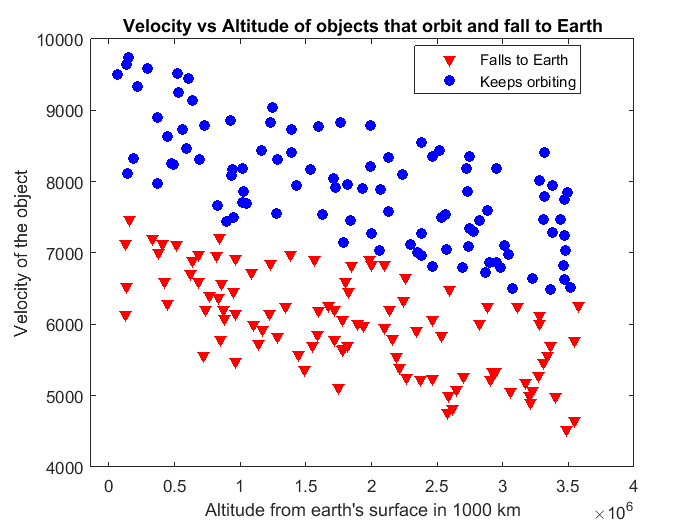 Velocity vs Altitude of objects that orbit and fall to Earth
10000
9000
8000
7000
6000
5000
4000
Velocity of the object
Falls to Earth
Keeps orbiting
0 0.5 1 1.5 2 2.5 3 3.5 4
Altitude from earth's surface in 1000 km
×10^6